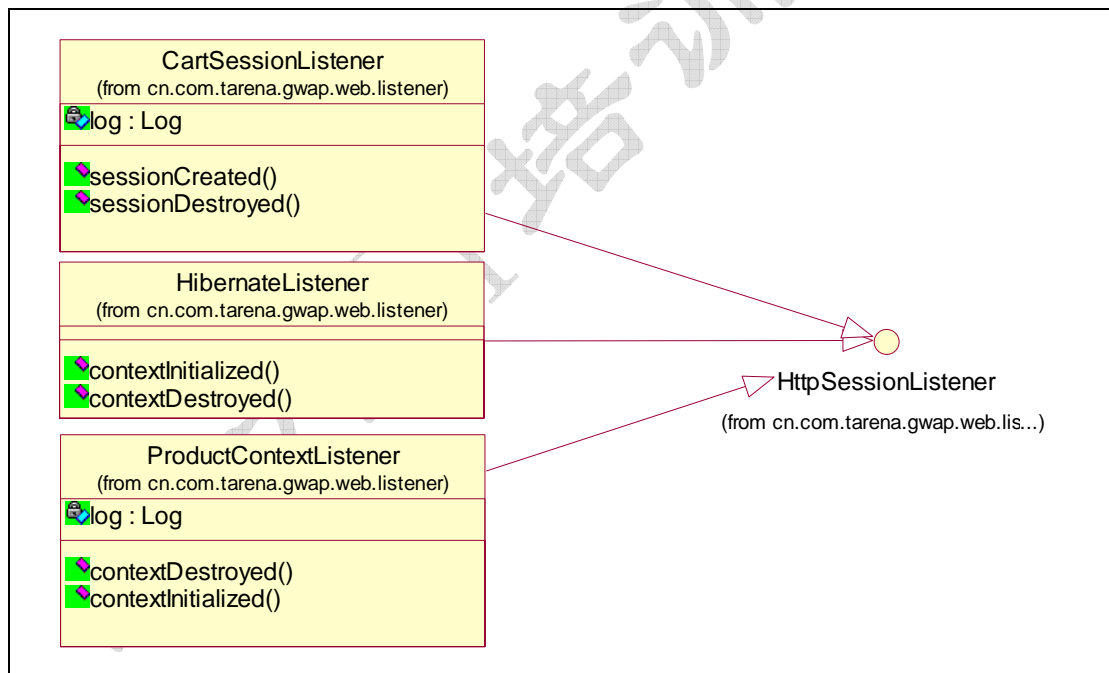 CartSessionListener
(from cn.com.tarena.gwap.web.listener)
log : Log
sessionCreated()
sessionDestroyed()
HibernateListener
(from cn.com.tarena.gwap.web.listener)
contextInitialized()
contextDestroyed()
ProductContextListener
(from cn.com.tarena.gwap.web.listener)
log : Log
contextDestroyed()
contextInitialized()
HttpSessionListener
(from cn.com.tarena.gwap.web.lis...)
培训